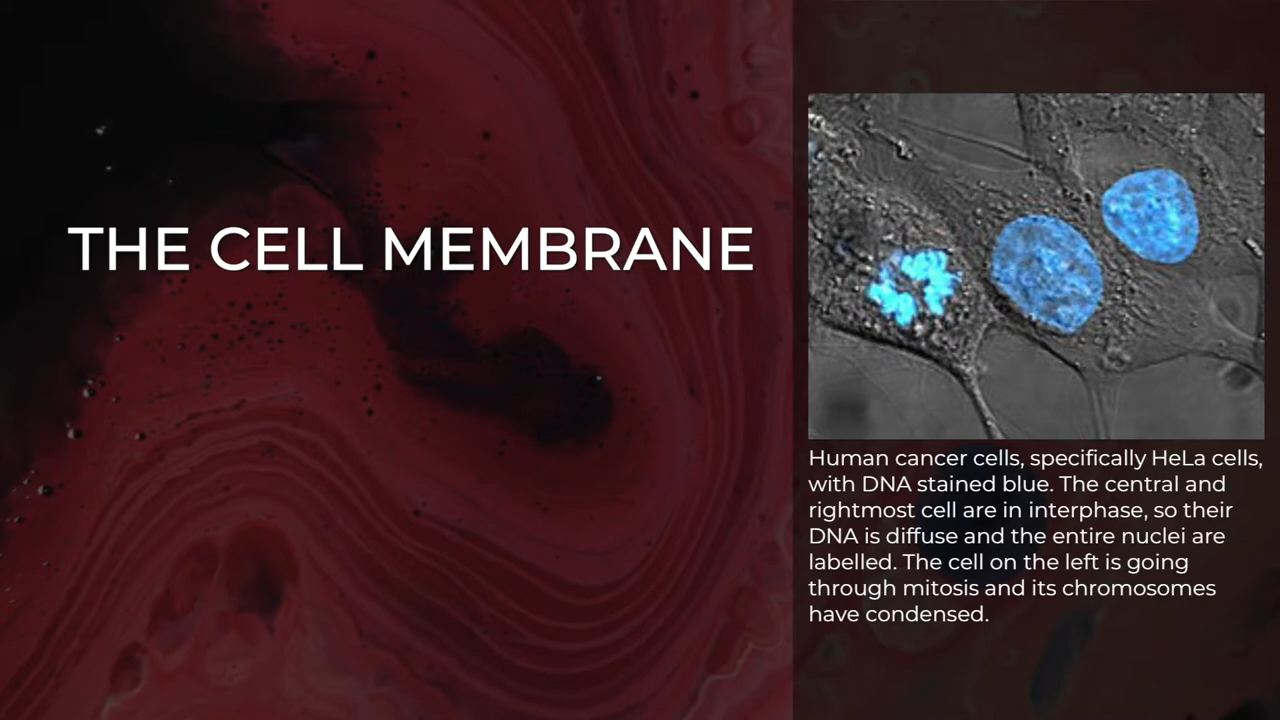 THE CELL MEMBRANE
Human cancer cells, specifically HeLa cells,
with DNA stained blue. The central and
rightmost cell are in interphase, so their
DNA is diffuse and the entire nuclei are
labelled. The cell on the left is going
through mitosis and its chromosomes
have condensed.